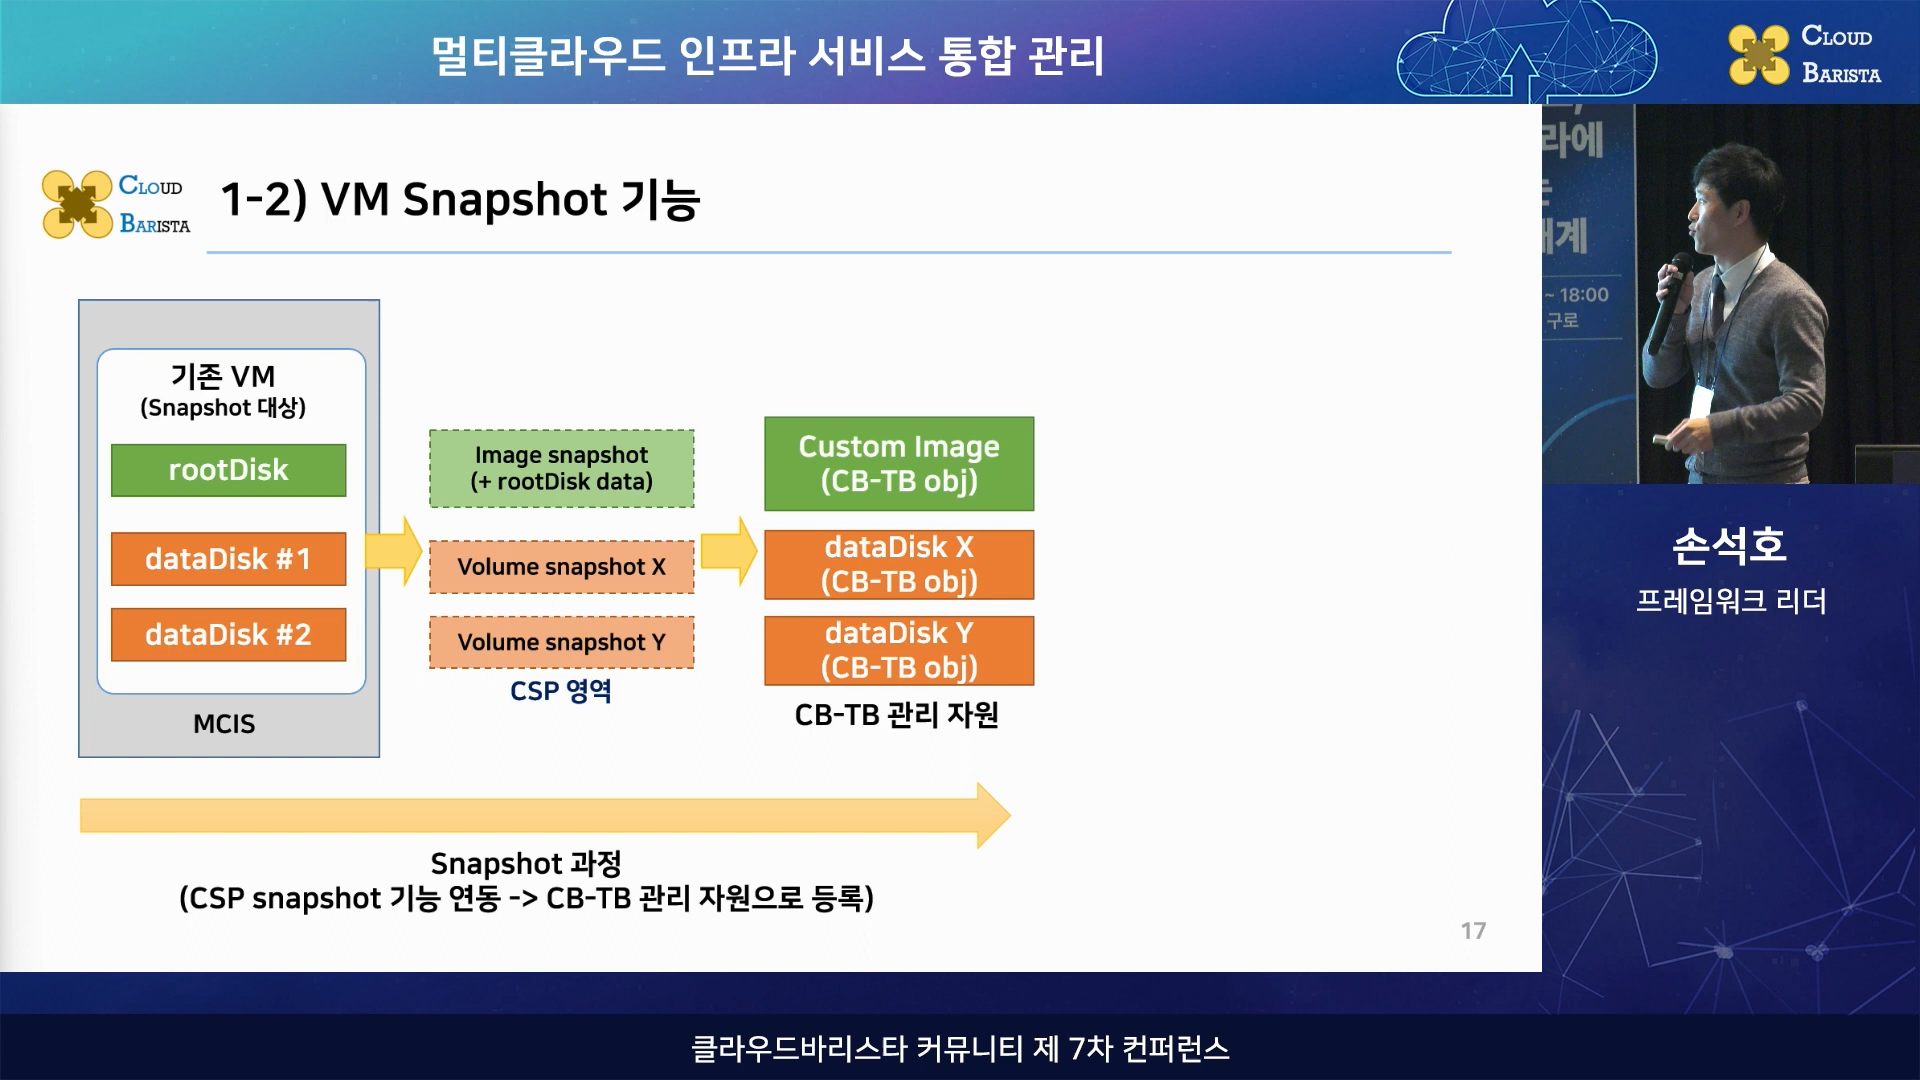 멀티클라우드 인프라 서비스 통합 관리
CLOUD
BARISTA
CLOUD
BARISTA
1-2) VM Snapshot 기능
기존 VM
(Snapshot 대상)
rootDisk
dataDisk #1
dataDisk #2
MCIS
Image snapshot
(+ rootDisk data)
Volume snapshot X
Volume snapshot Y
CSP 영역
Custom Image
(CB-TB obj)
dataDisk X
(CB-TB obj)
dataDisk Y
(CB-TB obj)
CB-TB 관리 자원
Snapshot 과정
(CSP snapshot 기능 연동 -> CB-TB 관리 자원으로 등록)
17
라에
~ 18:00
구로
손석호
프레임워크 리더
클라우드바리스타 커뮤니티 제 7차 컨퍼런스